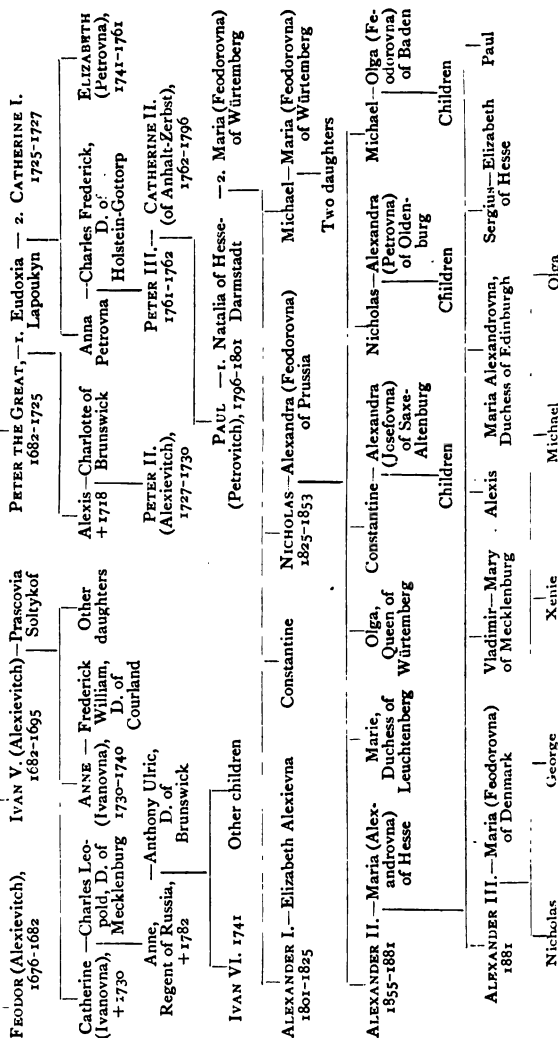 FEODOR (Alexievitch),
1676-1682
IVAN V. (Alexievitch)—Prascovia
1682-1695 Soltykof
PETER THE GREAT,—1. Eudoxia — 2. CATHERINE I.
1682-1725 Lapoukyn 1725-1727
Catherine —Charles Leo-
(Ivanovna), pold, D. of
+1730 Mecklenburg
ANNE — Frederick
(Ivanovna), William,
1730-1740 D. of
Courland
Other
daughters
Alexis—Charlotte of
+1718 Brunswick
Anna —Charles Frederick,
Petrovna D. of
Holstein-Gottorp
ELIZABETH
(Petrovna),
1741-1761
Anne, —Anthony Ulric,
Regent of Russia, D. of
+1782 Brunswick
PETER II.
(Alexievitch),
1727-1730
PETER III.— CATHERINE II.
1761-1762 (of Anhalt-Zerbst),
1762-1796
IVAN VI. 1741
Other children
PAUL —1. Natalia of Hesse- —2. Maria (Feodorovna)
(Petrovitch), 1796-1801 Darmstadt of Würtemberg
ALEXANDER I.—Elizabeth Alexievna
1801-1825
Constantine
NICHOLAS—Alexandra (Feodorovna)
1825-1853 of Prussia
Michael—Maria (Feodorovna)
of Würtemberg
Two daughters
ALEXANDER II.—Maria (Alex-
1855-1881 androvna)
of Hesse
Marie,
Duchess of
Leuchtenberg
Olga,
Queen of
Würtemberg
Constantine— Alexandra
(Josefovna)
of Saxe-
Altenburg
Children
Nicholas—Alexandra
(Petrovna)
of Olden-
burg
Children
Michael—Olga (Fe-
odorovna)
of Baden
Children
ALEXANDER III.—Maria (Feodorovna)
1881 of Denmark
Vladimir—Mary
of Mecklenburg
Alexis
Maria Alexandrovna,
Duchess of Edinburgh
Sergius—Elizabeth
of Hesse
Paul
Nicholas
George
Xenie
Michael
Olga